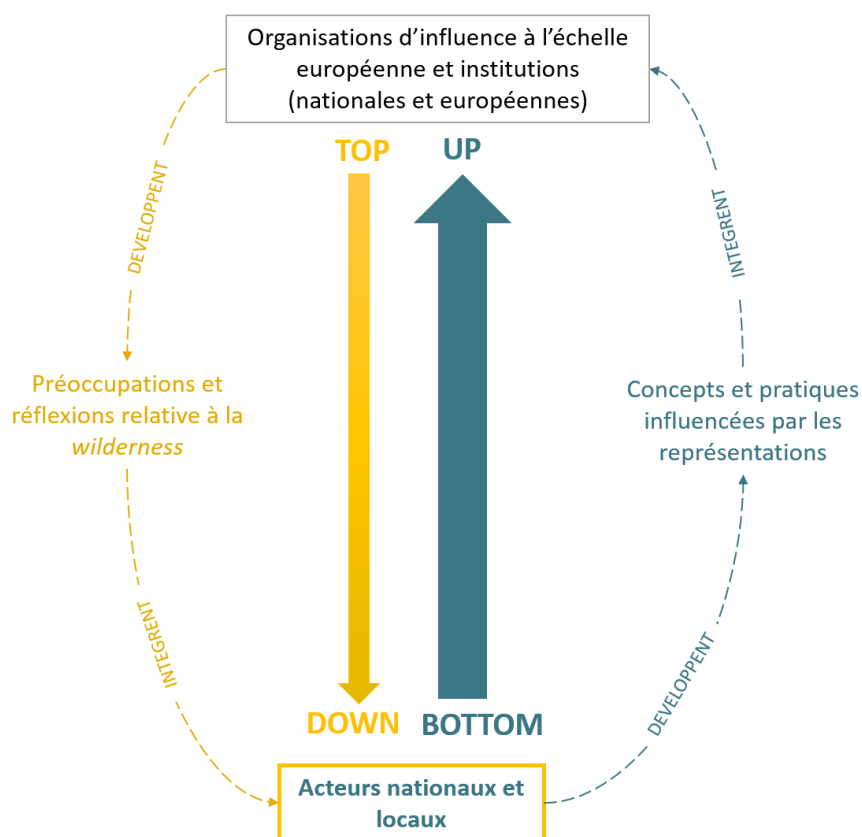 Organisations d’influence à l’échelle
européenne et institutions
(nationales et européennes)
TOP
UP
DEVELOPPENT
INTEGRENT
Préoccupations et
réflexions relative à la
wilderness
Concepts et pratiques
influencées par les
représentations
INTEGRENT
DEVELOPPENT
DOWN
BOTTOM
Acteurs nationaux et
locaux